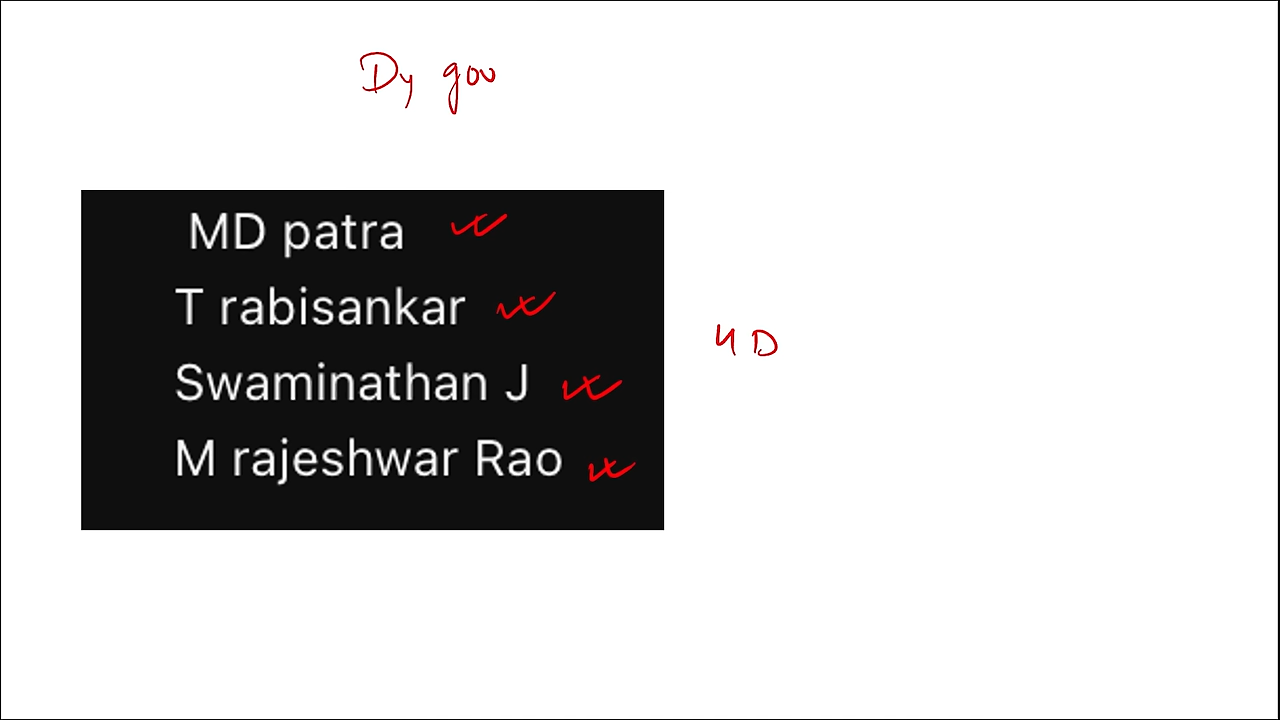 Dy gov
MD patra
T rabisankar
Swaminathan J
4 D
M rajeshwar Rao